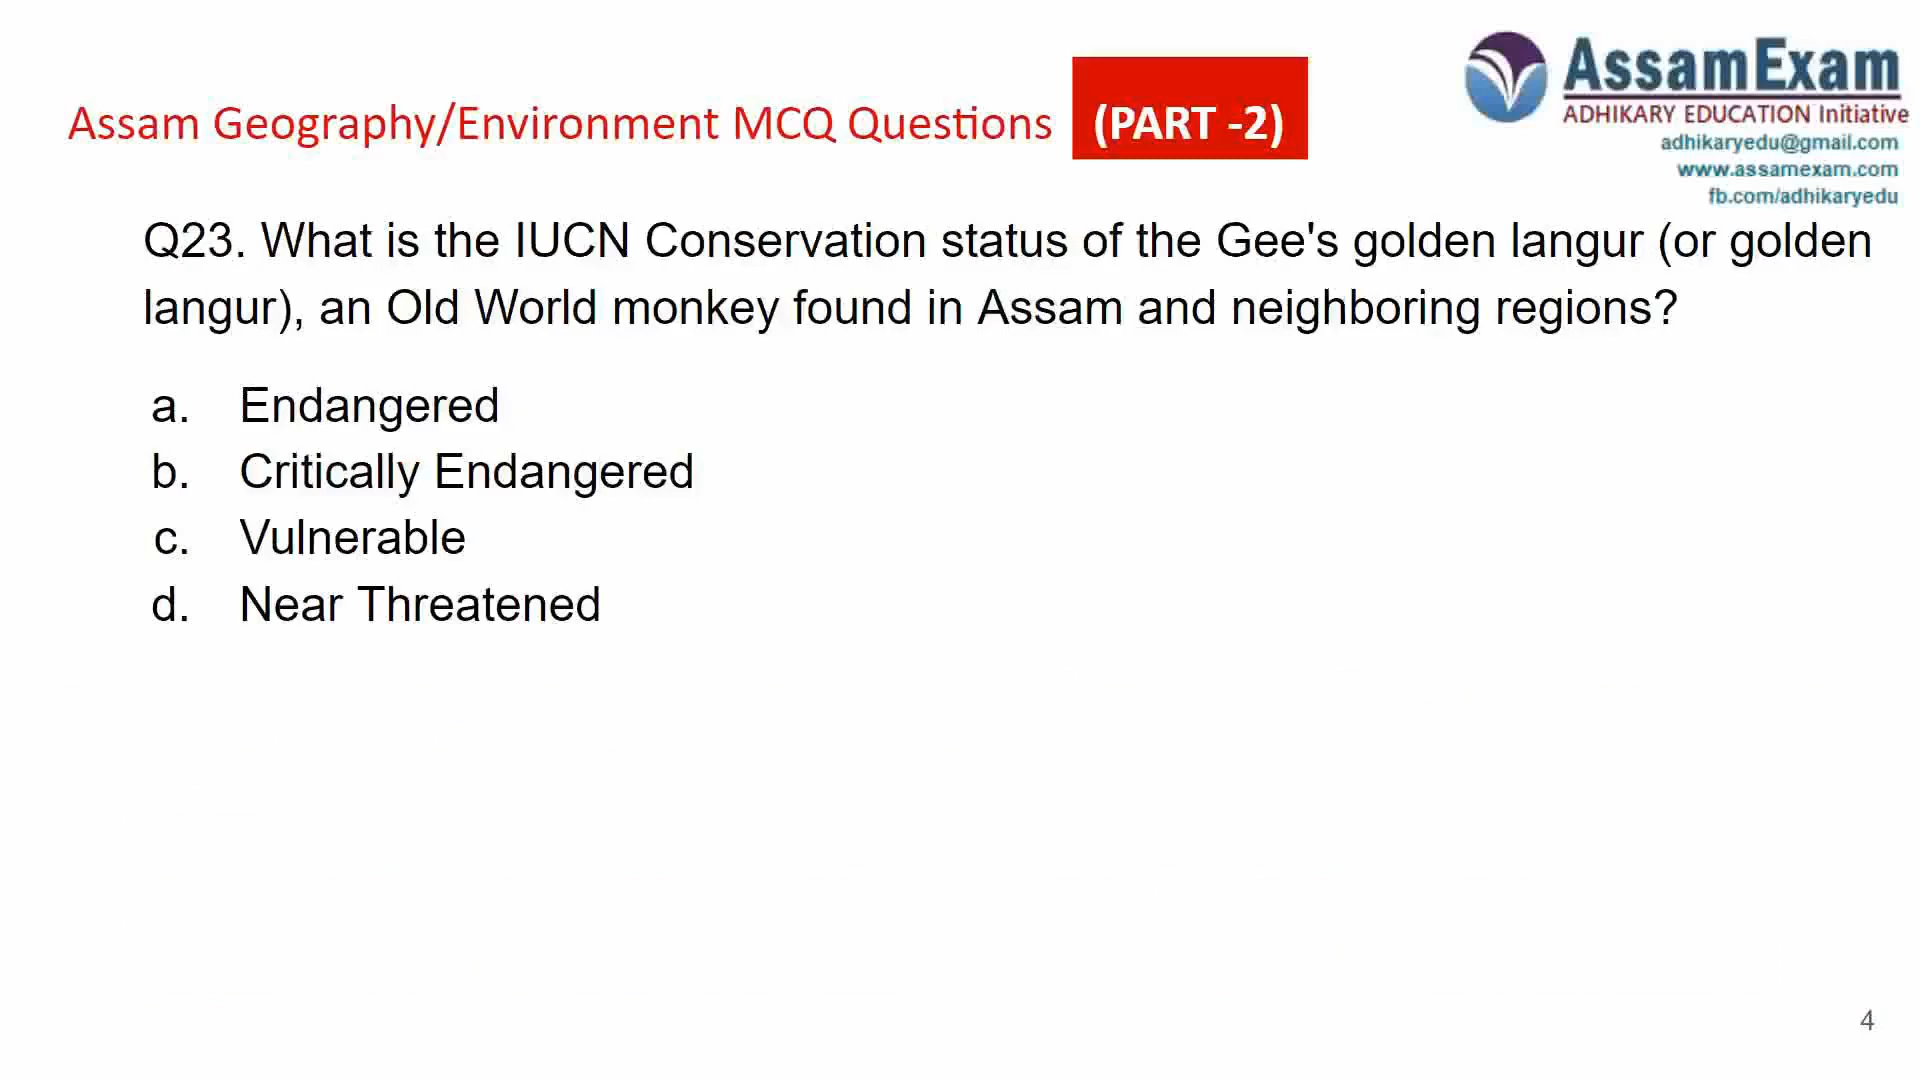 AssamExam
ADHIKARY EDUCATION Initiative
adhikaryedu@gmail.com
www.assamexam.com
fb.com/adhikaryedu
Assam Geography/Environment MCQ Questions (PART -2)
Q23. What is the IUCN Conservation status of the Gee's golden langur (or golden
langur), an Old World monkey found in Assam and neighboring regions?
a. Endangered
b. Critically Endangered
c. Vulnerable
d. Near Threatened
4